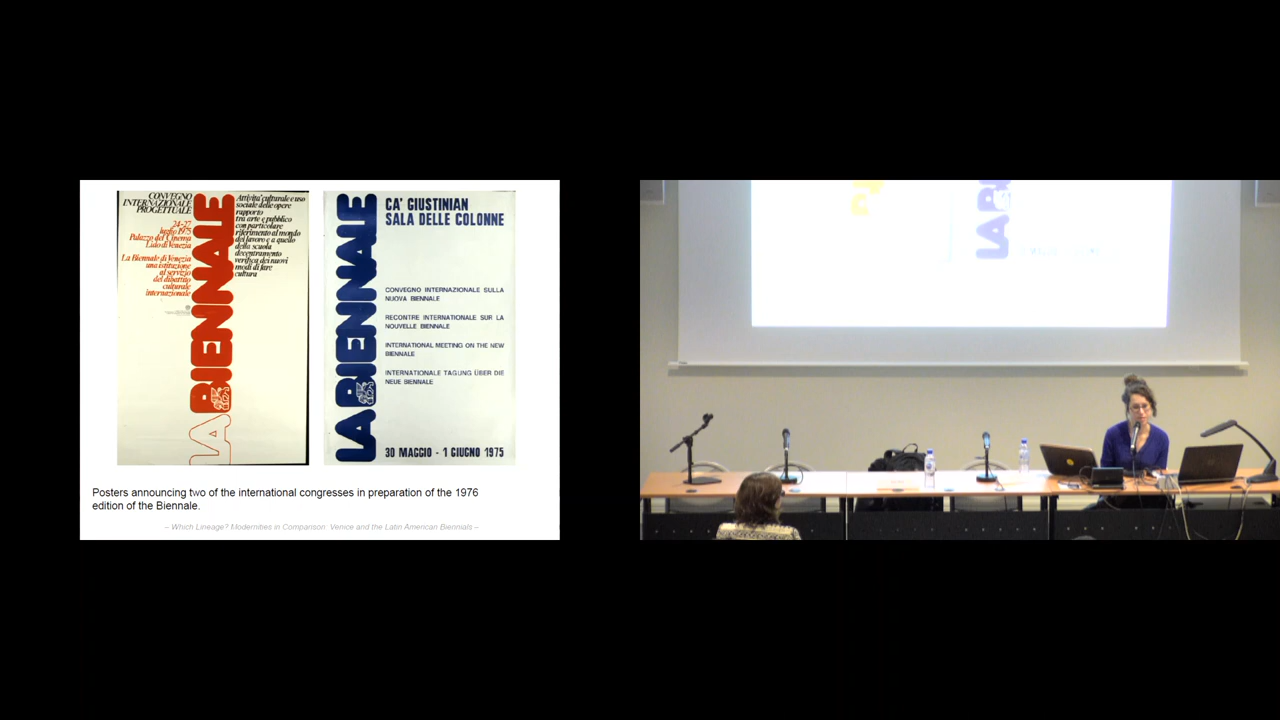 CONVEGNO
INTERNAZIONALE
PROGETTUALE
24-27
luglio 1975
Palazzo del Cinema
Lido di Venezia
La Biennale di Venezia
una istituzione
al servizio
del dibattito
culturale
internazionale
LA BIENNALE
Attivita' culturale e uso
sociale delle opere
rapporto
tra arte e pubblico
con particolare
riferimento al mondo
del lavoro e a quello
della scuola
decentramento
verifica dei nuovi
modi di fare
cultura
LA BIENNALE
CA' GIUSTINIAN
SALA DELLE COLONNE
CONVEGNO INTERNAZIONALE SULLA
NUOVA BIENNALE
RECONTRE INTERNATIONALE SUR LA
NOUVELLE BIENNALE
INTERNATIONAL MEETING ON THE NEW
BIENNALE
INTERNATIONALE TAGUNG ÜBER DIE
NEUE BIENNALE
30 MAGGIO - 1 GIUGNO 1975
Posters announcing two of the international congresses in preparation of the 1976
edition of the Biennale.
– Which Lineage? Modernities in Comparison: Venice and the Latin American Biennials –
LAB